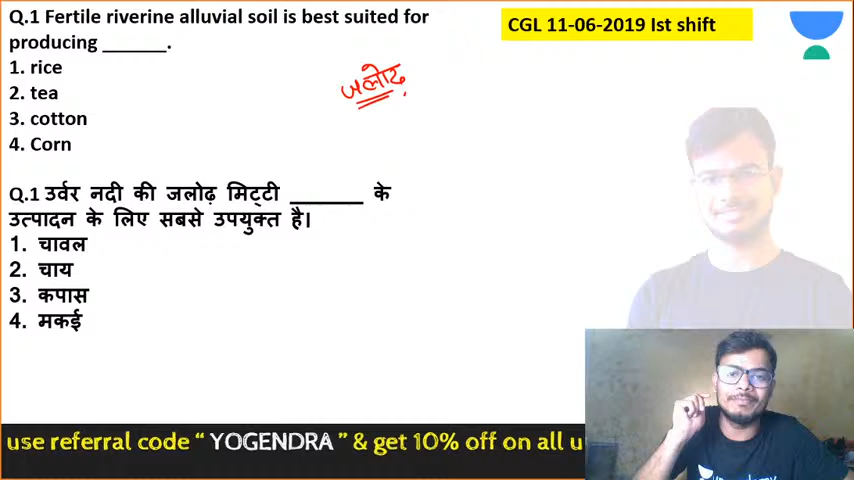 Q.1 Fertile riverine alluvial soil is best suited for
producing ______.
1. rice
2. tea
3. cotton
4. Corn
CGL 11-06-2019 Ist shift
जलोढ़
Q.1 उर्वर नदी की जलोढ़ मिट्टी ________ के
उत्पादन के लिए सबसे उपयुक्त है।
1. चावल
2. चाय
3. कपास
4. मकई
use referral code “ YOGENDRA ” & get 10% off on all u